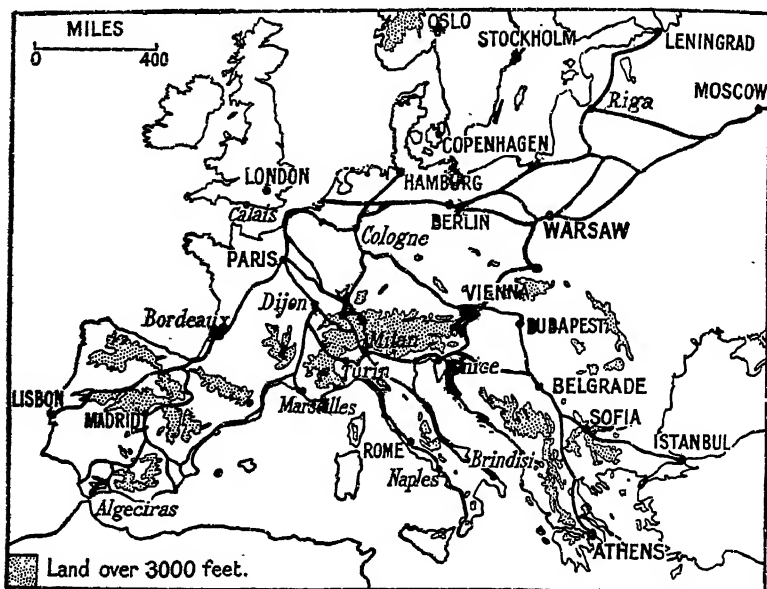 MILES
0 400
OSLO
STOCKHOLM
LENINGRAD
MOSCOW
Riga
COPENHAGEN
LONDON
HAMBURG
BERLIN
Calais
WARSAW
Cologne
PARIS
VIENNA
Dijon
Bordeaux
BUDAPEST
Milan
Turin
Venice
BELGRADE
LISBON
MADRID
Marseilles
SOFIA
ISTANBUL
ROME
Brindisi
Naples
Algeciras
ATHENS
Land over 3000 feet.